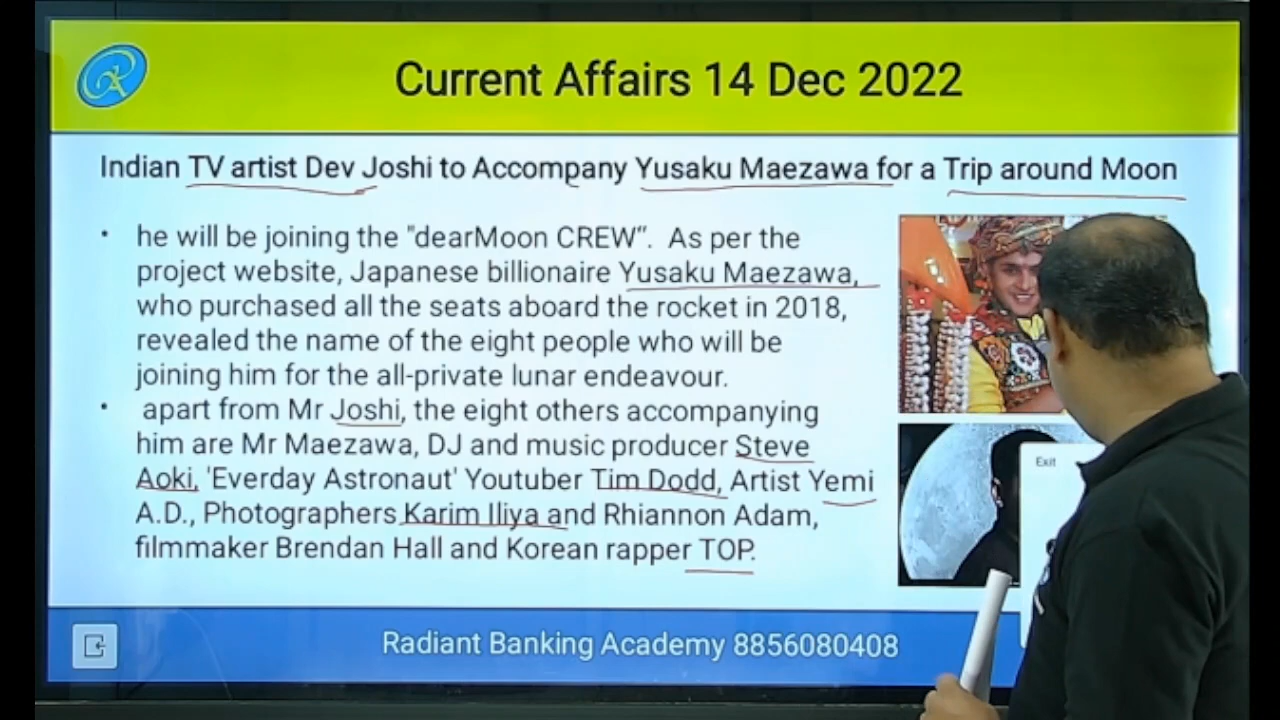 Current Affairs 14 Dec 2022
Indian TV artist Dev Joshi to Accompany Yusaku Maezawa for a Trip around Moon
• he will be joining the "dearMoon CREW“. As per the
project website, Japanese billionaire Yusaku Maezawa,
who purchased all the seats aboard the rocket in 2018,
revealed the name of the eight people who will be
joining him for the all-private lunar endeavour.
• apart from Mr Joshi, the eight others accompanying
him are Mr Maezawa, DJ and music producer Steve
Aoki, 'Everday Astronaut' Youtuber Tim Dodd, Artist Yemi
A.D., Photographers Karim Iliya and Rhiannon Adam,
filmmaker Brendan Hall and Korean rapper TOP.
Exit
Radiant Banking Academy 8856080408